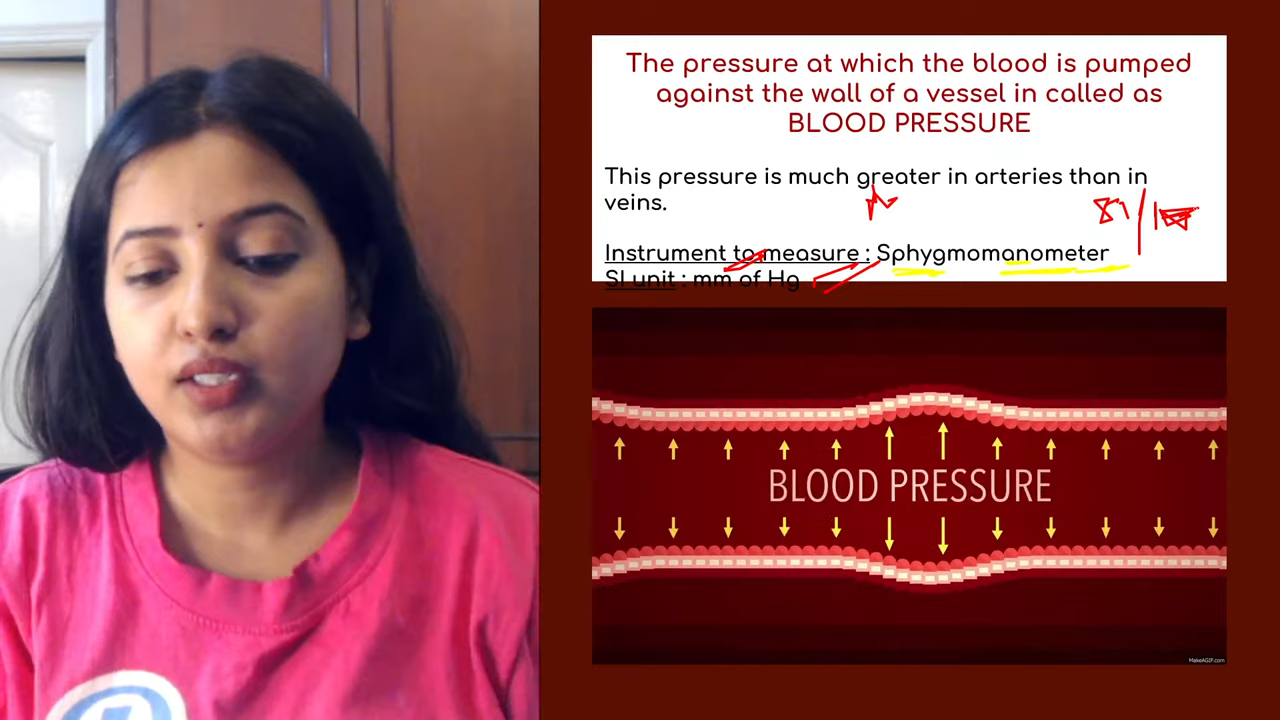 The pressure at which the blood is pumped
against the wall of a vessel in called as
BLOOD PRESSURE
This pressure is much greater in arteries than in
veins.
Instrument to measure : Sphygmomanometer
SI unit : mm of Hg
BLOOD PRESSURE
MakeAGIF.com